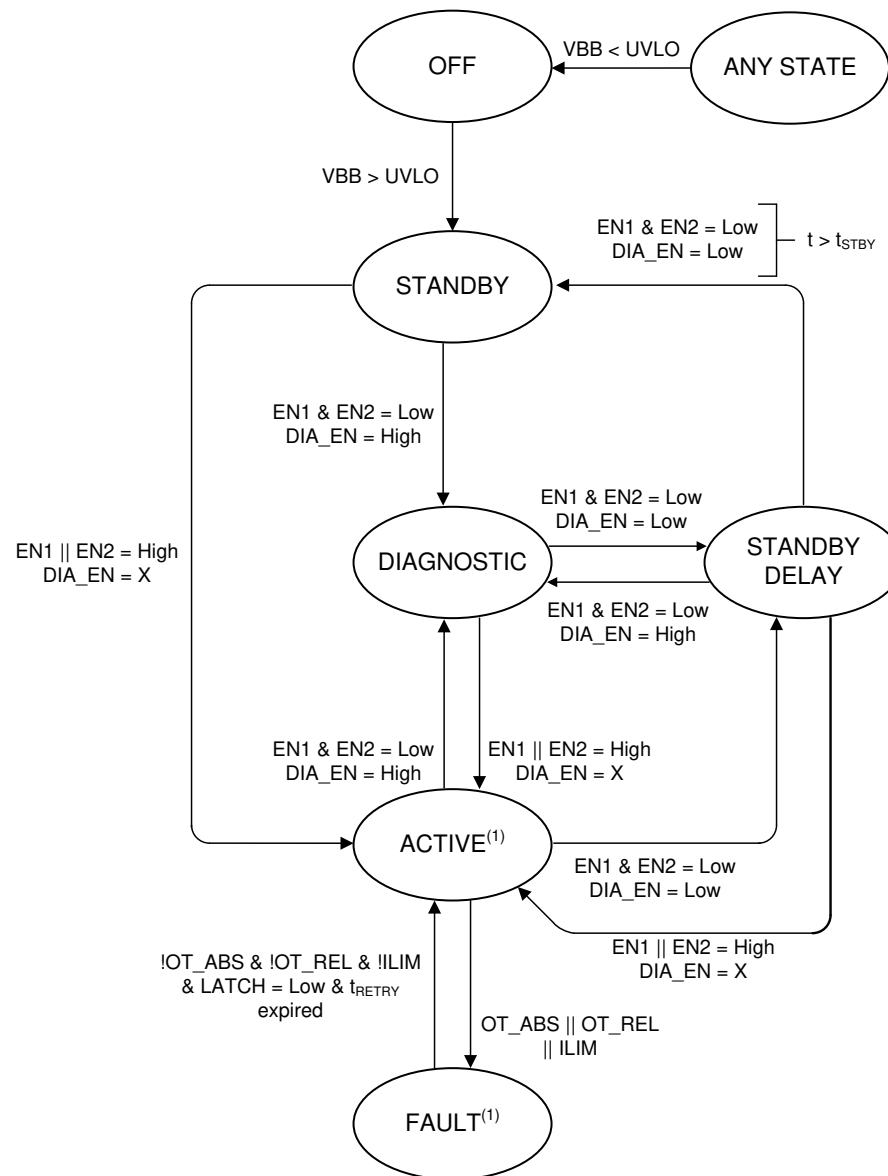 VBB < UVLO
OFF
ANY STATE
VBB > UVLO
EN1 & EN2 = Low
DIA_EN = Low
t > tSTBY
STANDBY
EN1 & EN2 = Low
DIA_EN = High
EN1 & EN2 = Low
DIA_EN = Low
EN1 || EN2 = High
DIA_EN = X
DIAGNOSTIC
STANDBY
DELAY
EN1 & EN2 = Low
DIA_EN = High
EN1 & EN2 = Low
DIA_EN = High
EN1 || EN2 = High
DIA_EN = X
ACTIVE(1)
EN1 & EN2 = Low
DIA_EN = Low
EN1 || EN2 = High
DIA_EN = X
!OT_ABS & !OT_REL & !ILIM
& LATCH = Low & tRETRY
expired
OT_ABS || OT_REL
|| ILIM
FAULT(1)